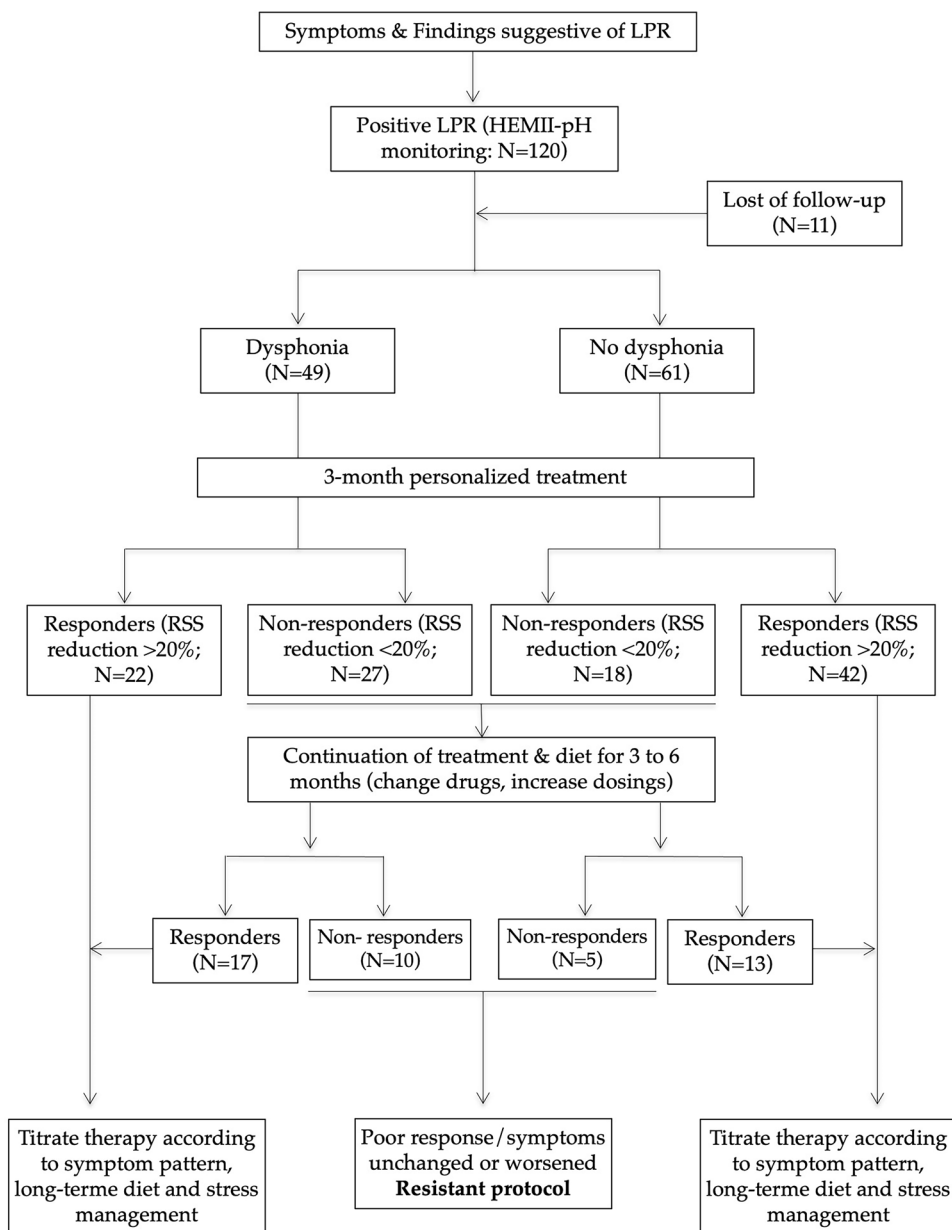 Symptoms & Findings suggestive of LPR
Positive LPR (HEMII-pH
monitoring: N=120)
Lost of follow-up
(N=11)
Dysphonia
(N=49)
No dysphonia
(N=61)
3-month personalized treatment
Responders (RSS
reduction >20%;
N=22)
Non-responders (RSS
reduction <20%;
N=27)
Non-responders (RSS
reduction <20%;
N=18)
Responders (RSS
reduction >20%;
N=42)
Continuation of treatment & diet for 3 to 6
months (change drugs, increase dosings)
Responders
(N=17)
Non- responders
(N=10)
Non-responders
(N=5)
Responders
(N=13)
Titrate therapy according
to symptom pattern,
long-terme diet and stress
management
Poor response/symptoms
unchanged or worsened
Resistant protocol
Titrate therapy according
to symptom pattern,
long-terme diet and stress
management